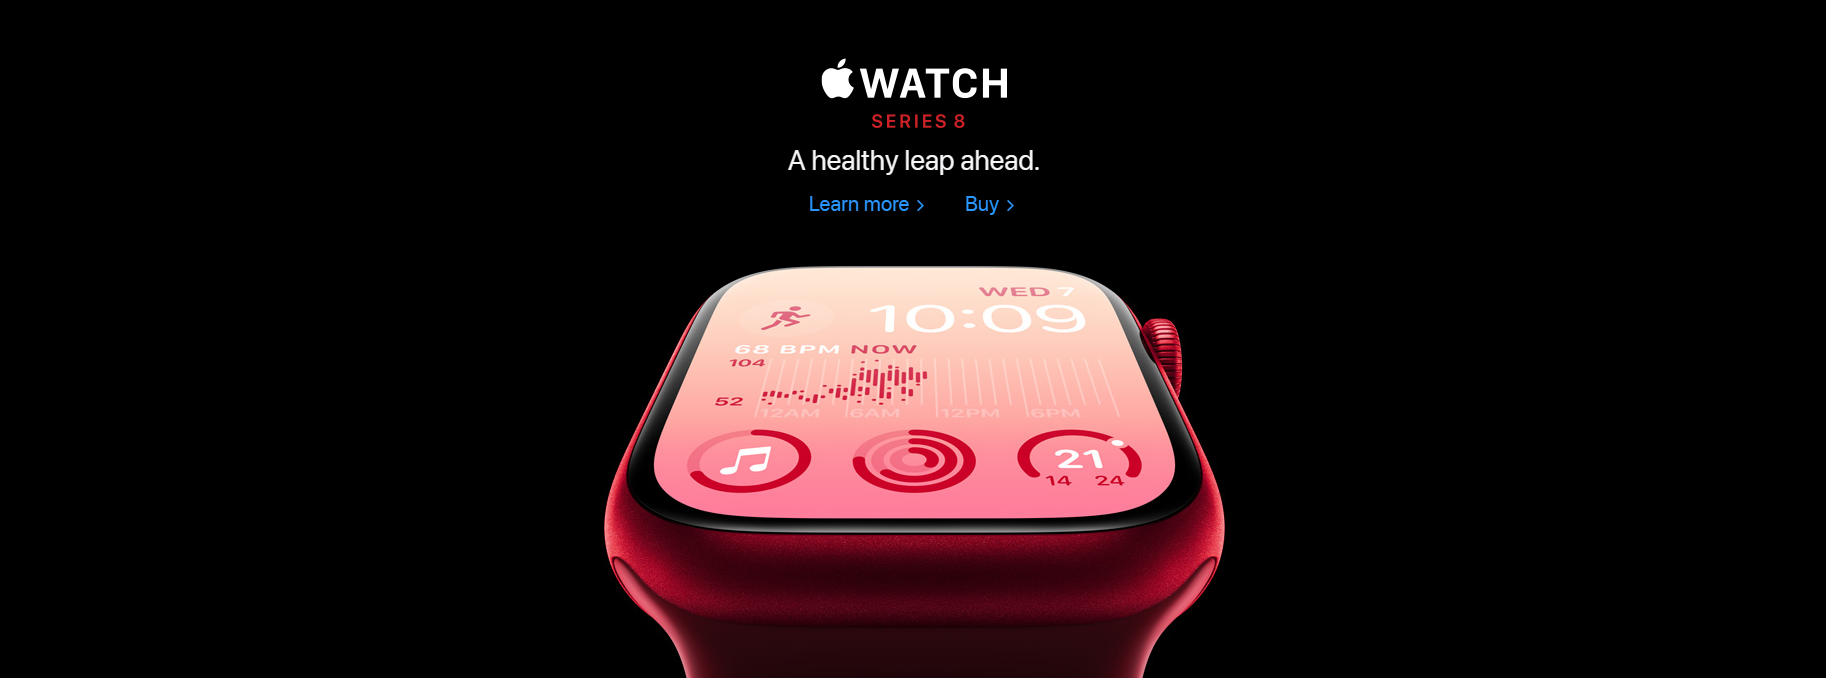 WATCH
SERIES 8
A healthy leap ahead.
Learn more >
Buy >
WED 7
10:09
68 BPM NOW
104
52
12AM
6AM
12PM
6PM
21
14
24